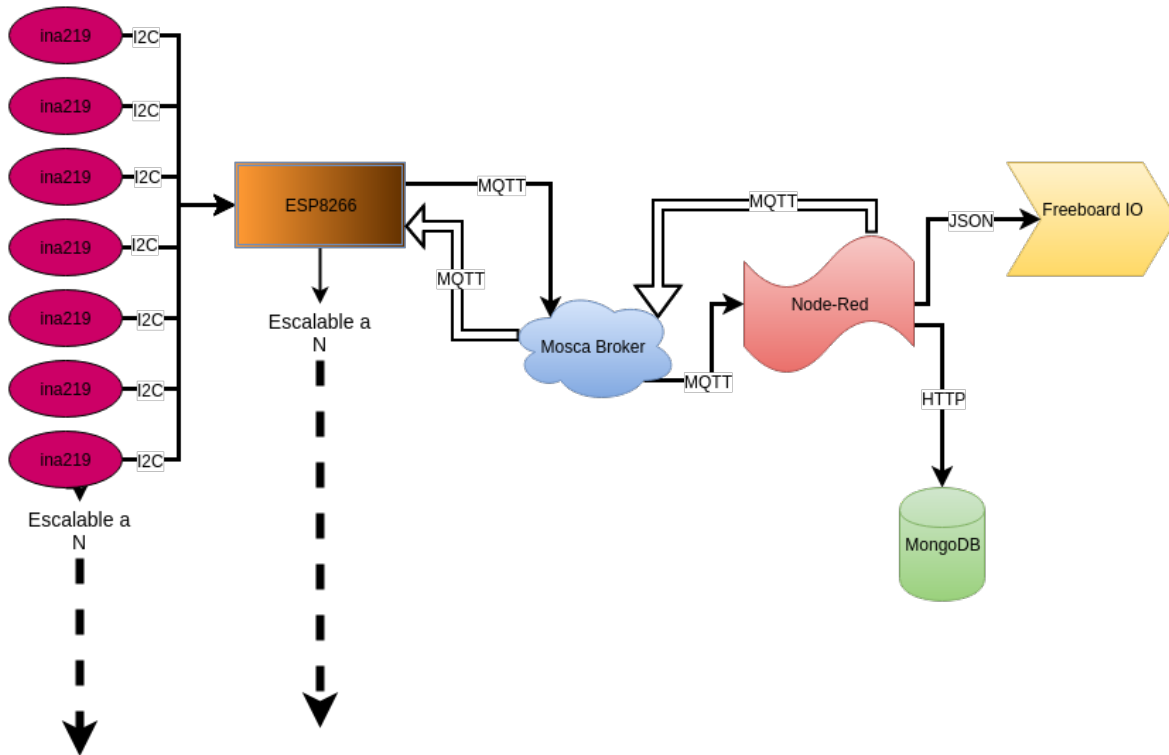 ina219
I2C
ina219
I2C
ina219
I2C
ina219
I2C
ina219
I2C
ina219
I2C
ina219
I2C
Escalable a
N
ESP8266
Escalable a
N
MQTT
MQTT
Mosca Broker
MQTT
MQTT
Node-Red
JSON
Freeboard IO
HTTP
MongoDB